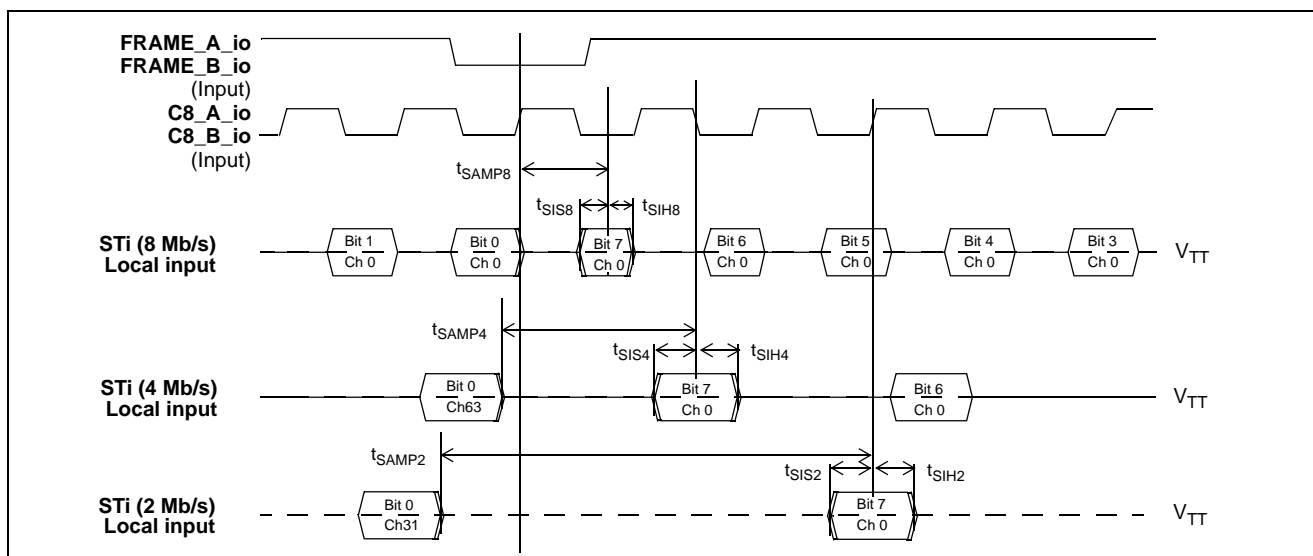 FRAME_A_io
FRAME_B_io
(Input)
C8_A_io
C8_B_io
(Input)
tSAMP8
tSIS8
tSIH8
STi (8 Mb/s)
Local input
Bit 1
Ch 0
Bit 0
Ch 0
Bit 7
Ch 0
Bit 6
Ch 0
Bit 5
Ch 0
Bit 4
Ch 0
Bit 3
Ch 0
VTT
tSAMP4
tSIS4
tSIH4
STi (4 Mb/s)
Local input
Bit 0
Ch63
Bit 7
Ch 0
Bit 6
Ch 0
VTT
tSAMP2
tSIS2
tSIH2
STi (2 Mb/s)
Local input
Bit 0
Ch31
Bit 7
Ch 0
VTT